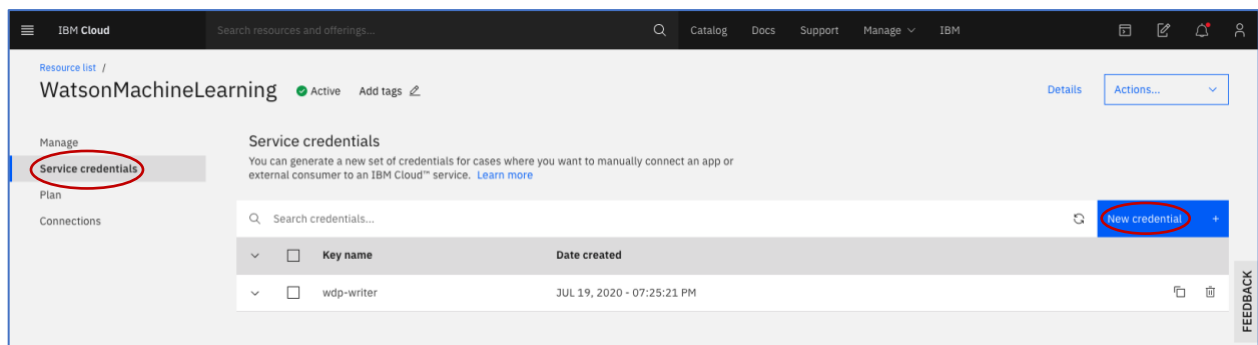 IBM Cloud Search resources and offerings... Catalog Docs Support Manage IBM
Resource list /
WatsonMachineLearning Active Add tags Details Actions...
Manage
Service credentials
Plan
Connections
Service credentials
You can generate a new set of credentials for cases where you want to manually connect an app or
external consumer to an IBM Cloud™ service. Learn more
Search credentials... New credential +
Key name Date created
wdp-writer JUL 19, 2020 - 07:25:21 PM
FEEDBACK